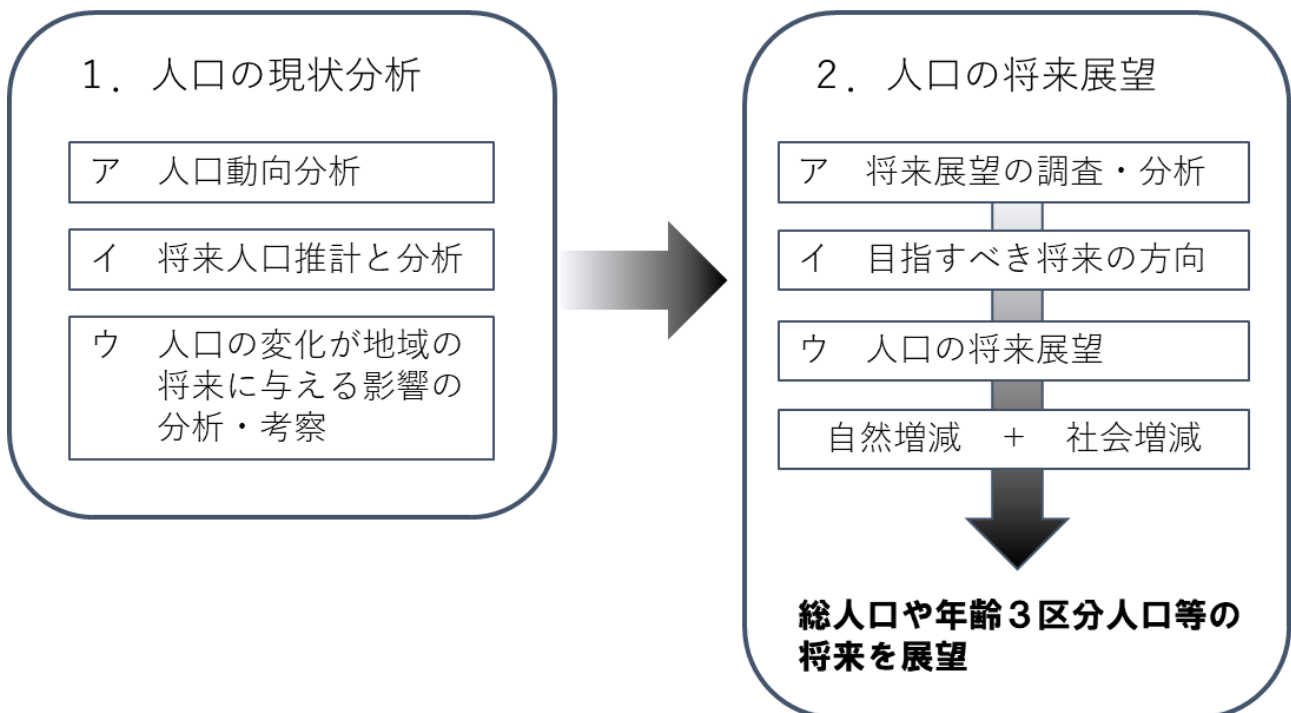 １．人口の現状分析
ア　人口動向分析
イ　将来人口推計と分析
ウ　人口の変化が地域の
将来に与える影響の
分析・考察
２．人口の将来展望
ア　将来展望の調査・分析
イ　目指すべき将来の方向
ウ　人口の将来展望
自然増減　+　社会増減
総人口や年齢３区分人口等の
将来を展望